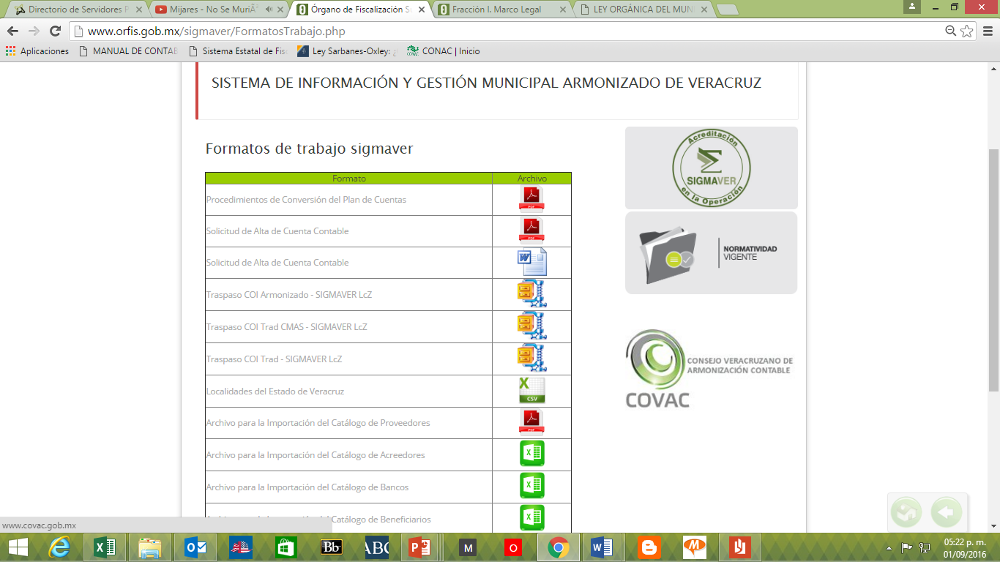 Directorio de Servidores P
Mijares - No Se MuriÃ³
Órgano de Fiscalización S
Fracción I. Marco Legal
LEY ORGÁNICA DEL MUN
www.orfis.gob.mx/sigmaver/FormatosTrabajo.php
Aplicaciones
MANUAL DE CONTAB
Sistema Estatal de Fis
Ley Sarbanes-Oxley: ¿
CONAC | Inicio
SISTEMA DE INFORMACIÓN Y GESTIÓN MUNICIPAL ARMONIZADO DE VERACRUZ
Formatos de trabajo sigmaver
Formato Archivo
Procedimientos de Conversión del Plan de Cuentas
PDF
Solicitud de Alta de Cuenta Contable
PDF
Solicitud de Alta de Cuenta Contable
W
Traspaso COI Armonizado - SIGMAVER LcZ
Traspaso COI Trad CMAS - SIGMAVER LcZ
Traspaso COI Trad - SIGMAVER LcZ
Localidades del Estado de Veracruz
X
CSV
Archivo para la Importación del Catálogo de Proveedores
PDF
Archivo para la Importación del Catálogo de Acreedores
X
Archivo para la Importación del Catálogo de Bancos
X
Catálogo de Beneficiarios
X
Acreditación
SIGMAVER
en la Operación
NORMATIVIDAD
VIGENTE
CONSEJO VERACRUZANO DE
ARMONIZACIÓN CONTABLE
COVAC
www.covac.gob.mx
Bb
ABC
M
O
05:22 p. m.
01/09/2016